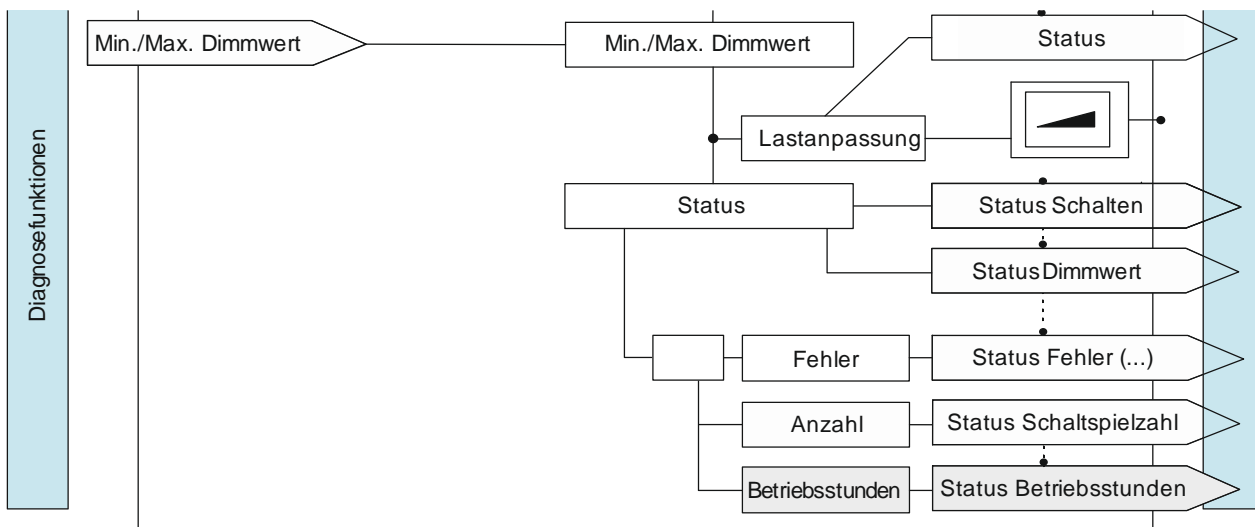 Min./Max. Dimmwert
Min./Max. Dimmwert
Status
Lastanpassung
Diagnosefunktionen
Status
Status Schalten
Status Dimmwert
Fehler
Status Fehler (...)
Anzahl
Status Schaltspielzahl
Betriebsstunden
Status Betriebsstunden